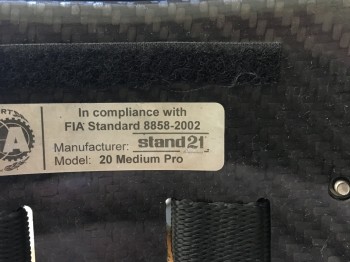 In compliance with
FIA Standard 8858-2002
Manufacturer: stand21
Model: 20 Medium Pro
A